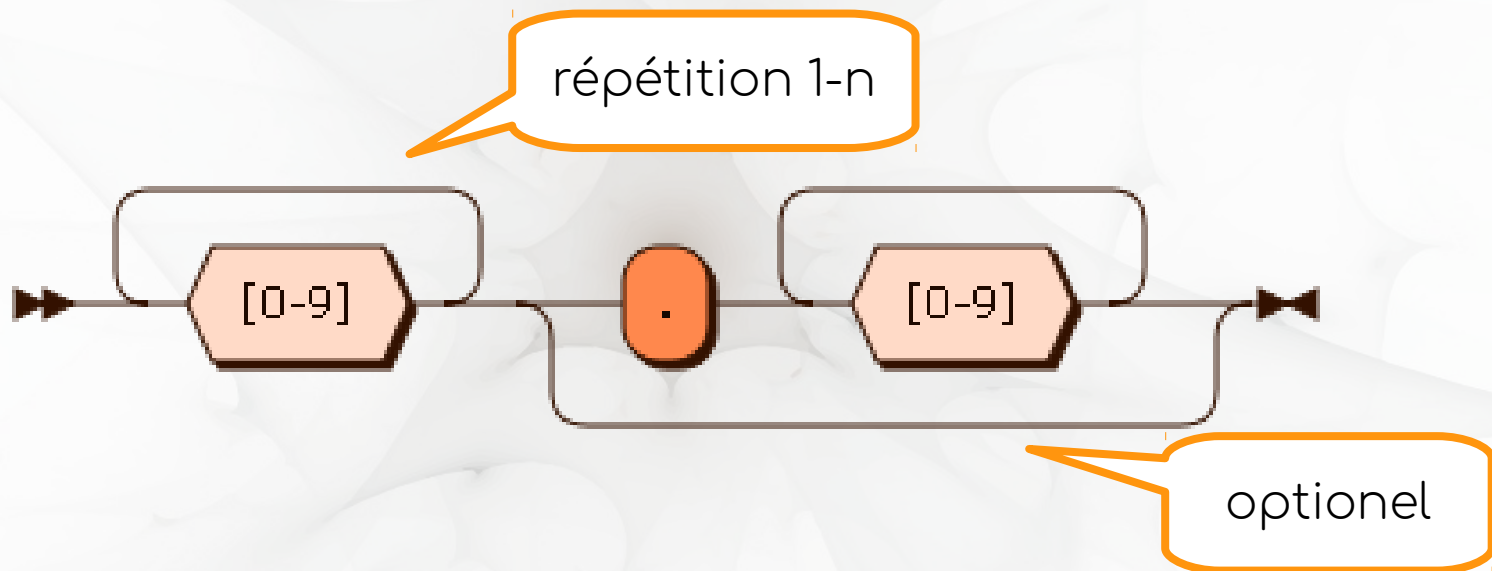 répétition 1-n
[0-9] . [0-9]
optionel